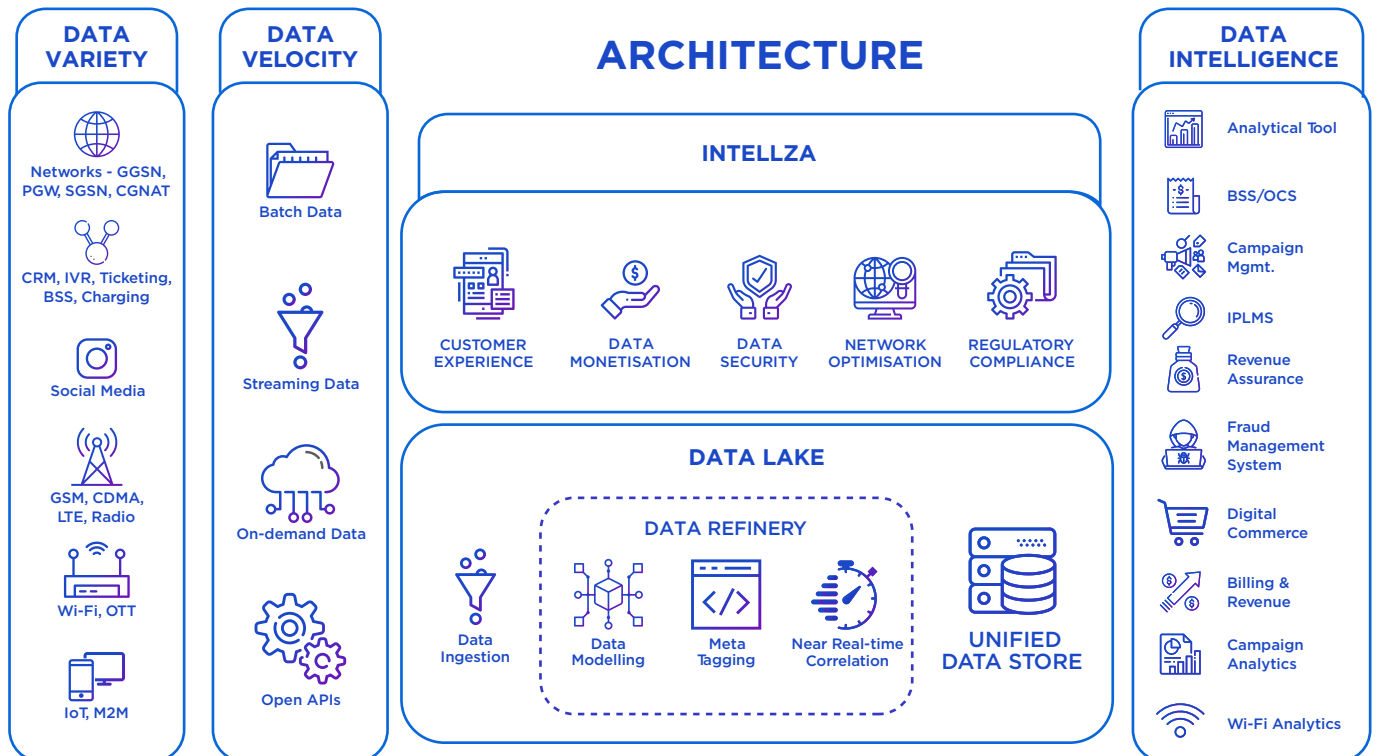 DATA
VARIETY
Networks - GGSN,
PGW, SGSN, CGNAT
CRM, IVR, Ticketing,
BSS, Charging
Social Media
GSM, CDMA,
LTE, Radio
Wi-Fi, OTT
IoT, M2M
DATA
VELOCITY
Batch Data
Streaming Data
On-demand Data
Open APIs
ARCHITECTURE
INTELLZA
CUSTOMER
EXPERIENCE
DATA
MONETISATION
DATA
SECURITY
NETWORK
OPTIMISATION
REGULATORY
COMPLIANCE
DATA LAKE
Data
Ingestion
DATA REFINERY
Data
Modelling
Meta
Tagging
Near Real-time
Correlation
UNIFIED
DATA STORE
DATA
INTELLIGENCE
Analytical Tool
BSS/OCS
Campaign
Mgmt.
IPLMS
Revenue
Assurance
Fraud
Management
System
Digital
Commerce
Billing &
Revenue
Campaign
Analytics
Wi-Fi Analytics